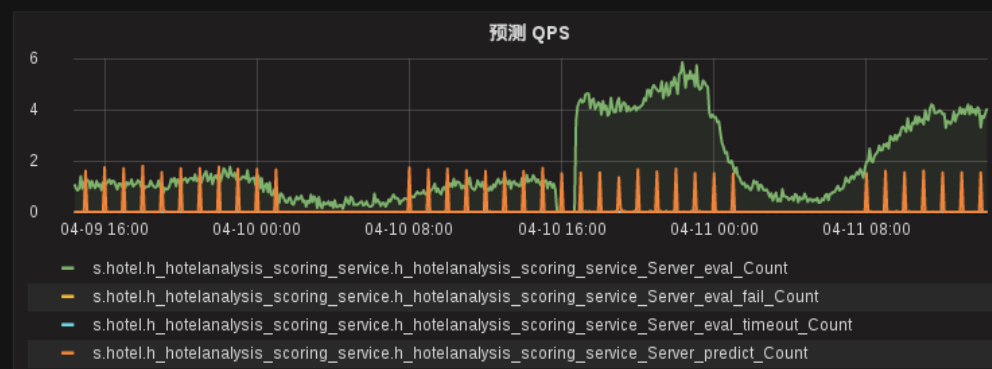 预测 QPS
6
4
2
0
04-09 16:00 04-10 00:00 04-10 08:00 04-10 16:00 04-11 00:00 04-11 08:00
s.hotel.h_hotelanalysis_scoring_service.h_hotelanalysis_scoring_service_Server_eval_Count
s.hotel.h_hotelanalysis_scoring_service.h_hotelanalysis_scoring_service_Server_eval_fail_Count
s.hotel.h_hotelanalysis_scoring_service.h_hotelanalysis_scoring_service_Server_eval_timeout_Count
s.hotel.h_hotelanalysis_scoring_service.h_hotelanalysis_scoring_service_Server_predict_Count